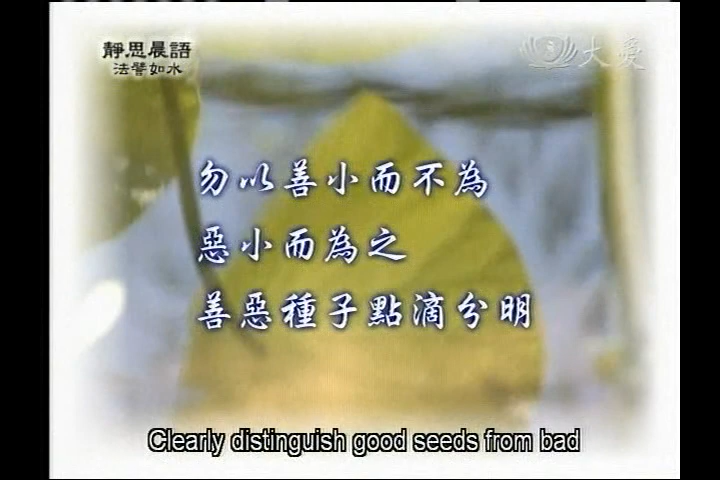 靜思晨語
法譬如水
大愛
勿以善小而不為
惡小而為之
善惡種子點滴分明
Clearly distinguish good seeds from bad